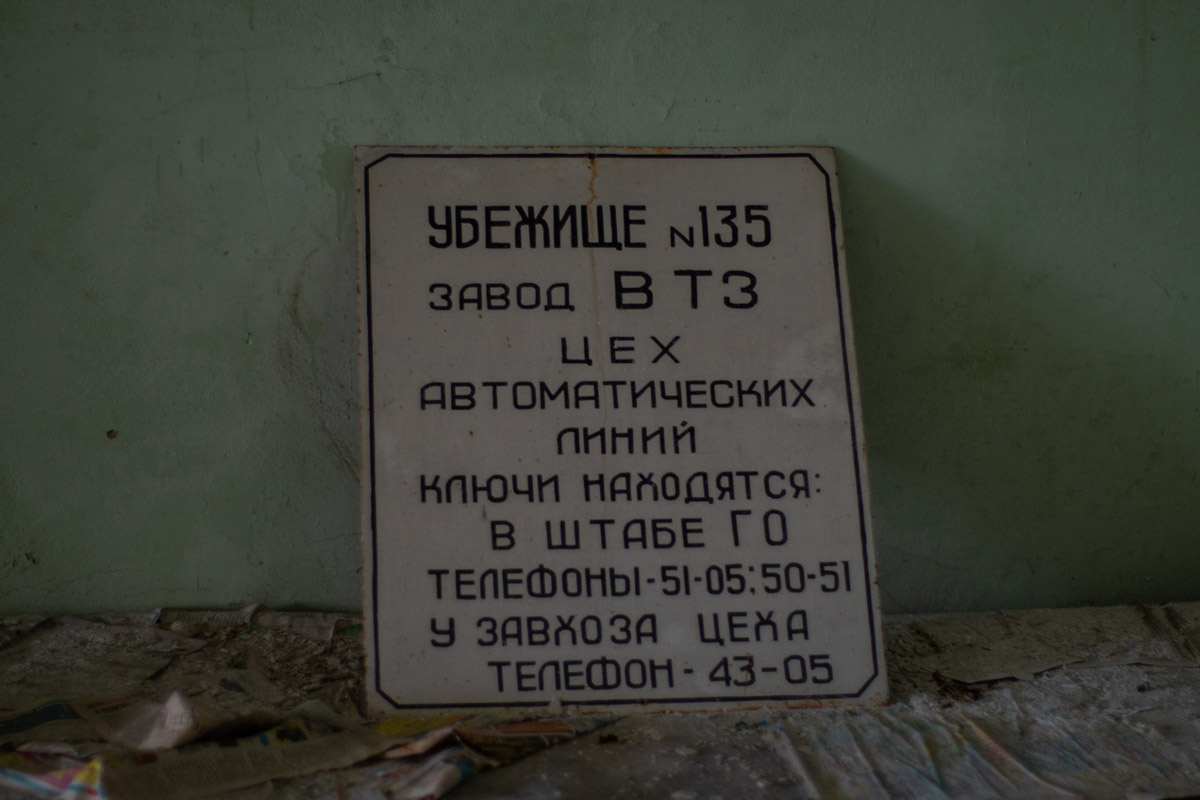 УБЕЖИЩЕ N135
ЗАВОД ВТЗ
ЦЕХ
АВТОМАТИЧЕСКИХ
ЛИНИЙ
КЛЮЧИ НАХОДЯТСЯ:
В ШТАБЕ ГО
ТЕЛЕФОНЫ-51-05; 50-51
У ЗАВХОЗА ЦЕХА
ТЕЛЕФОН - 43-05